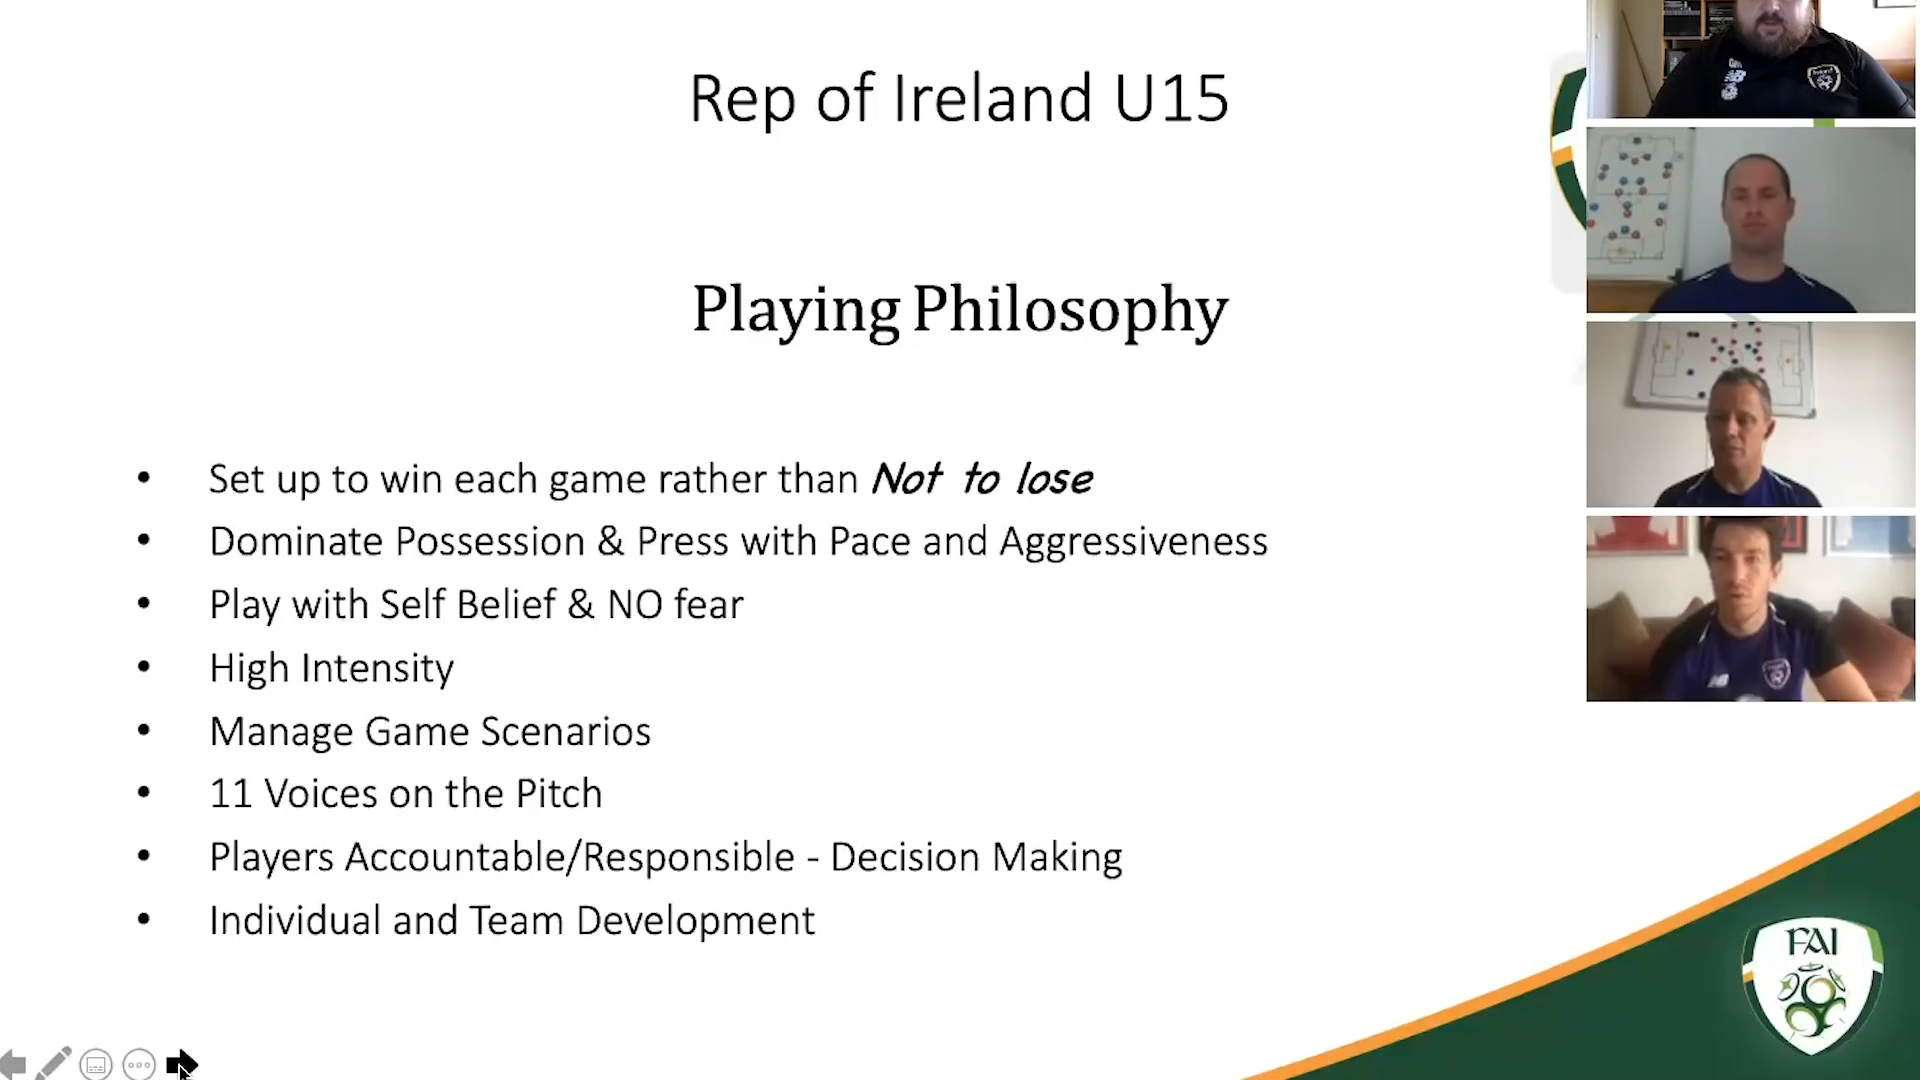 Rep of Ireland U15
Playing Philosophy
• Set up to win each game rather than Not to lose
• Dominate Possession & Press with Pace and Aggressiveness
• Play with Self Belief & NO fear
• High Intensity
• Manage Game Scenarios
• 11 Voices on the Pitch
• Players Accountable/Responsible - Decision Making
• Individual and Team Development
FAI